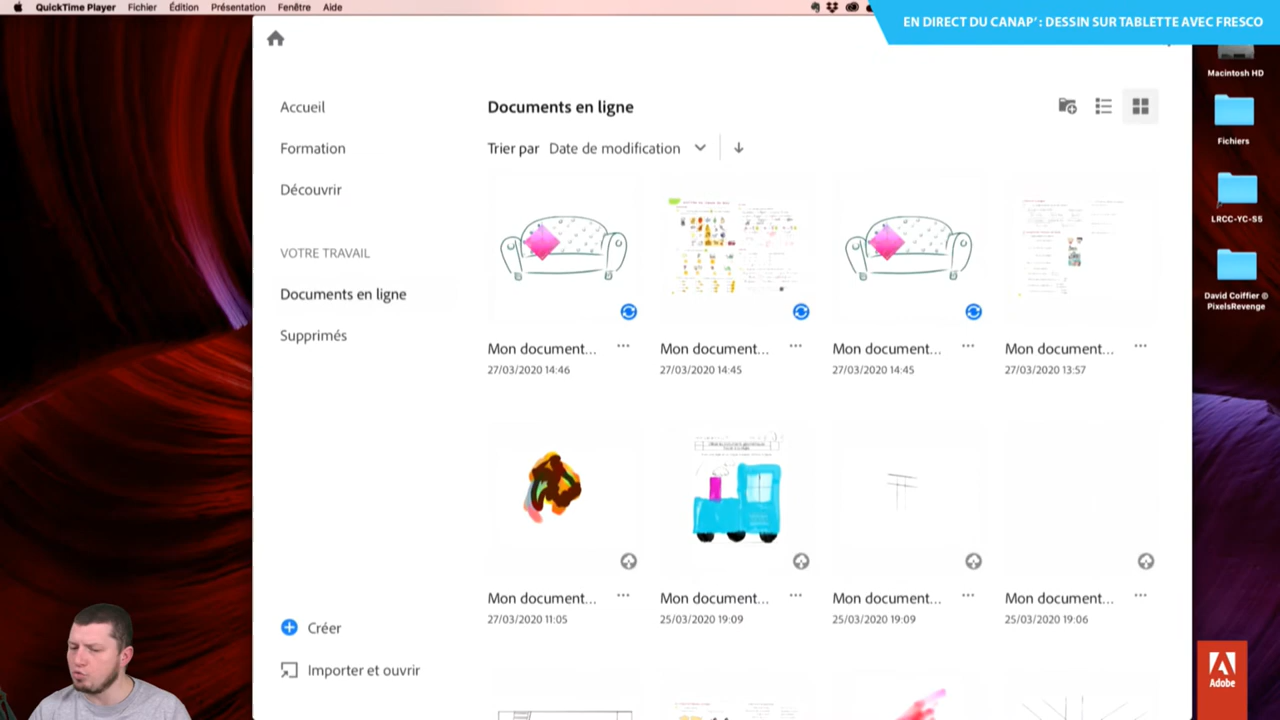 QuickTime Player Fichier Édition Présentation Fenêtre Aide
EN DIRECT DU CANAP' : DESSIN SUR TABLETTE AVEC FRESCO
Macintosh HD
Fichiers
LRCC-YC-S5
David Coiffier ©
PixelsRevenge
Accueil
Formation
Découvrir
VOTRE TRAVAIL
Documents en ligne
Supprimés
Créer
Importer et ouvrir
Documents en ligne
Trier par Date de modification
Mon document... Mon document... Mon document... Mon document...
27/03/2020 14:46 27/03/2020 14:45 27/03/2020 14:45 27/03/2020 13:57
Mon document... Mon document... Mon document... Mon document...
27/03/2020 11:05 25/03/2020 19:09 25/03/2020 19:09 25/03/2020 19:06
Adobe